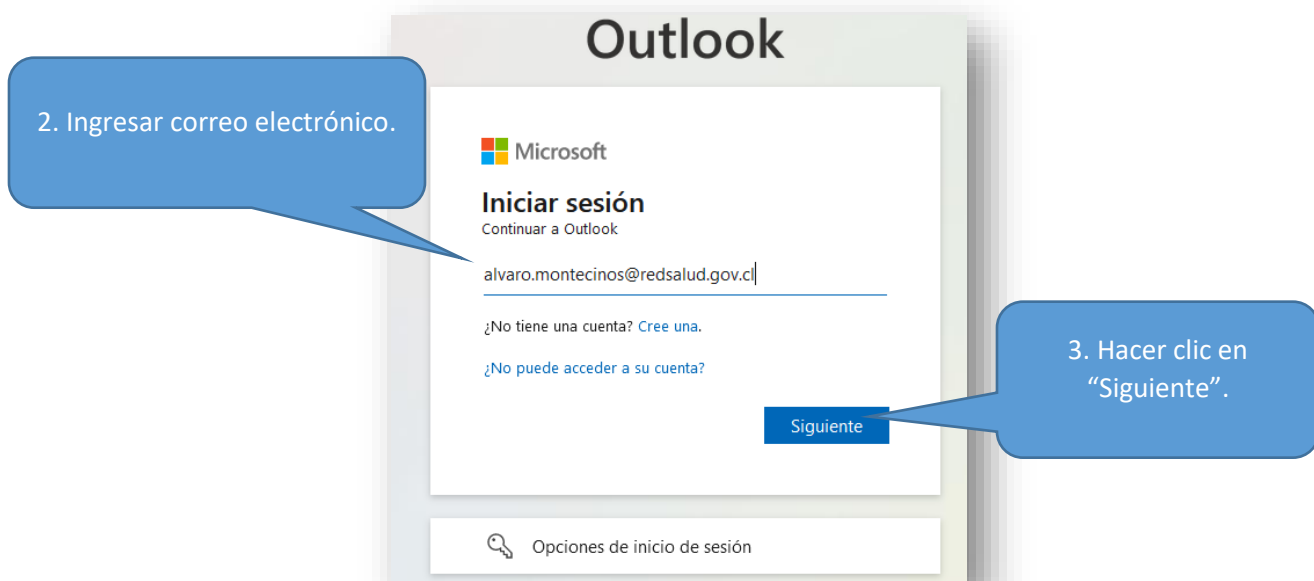 Outlook
2. Ingresar correo electrónico.
Microsoft
Iniciar sesión
Continuar a Outlook
alvaro.montecinos@redsalud.gov.cl
¿No tiene una cuenta? Cree una.
¿No puede acceder a su cuenta?
3. Hacer clic en
“Siguiente”.
Siguiente
Opciones de inicio de sesión